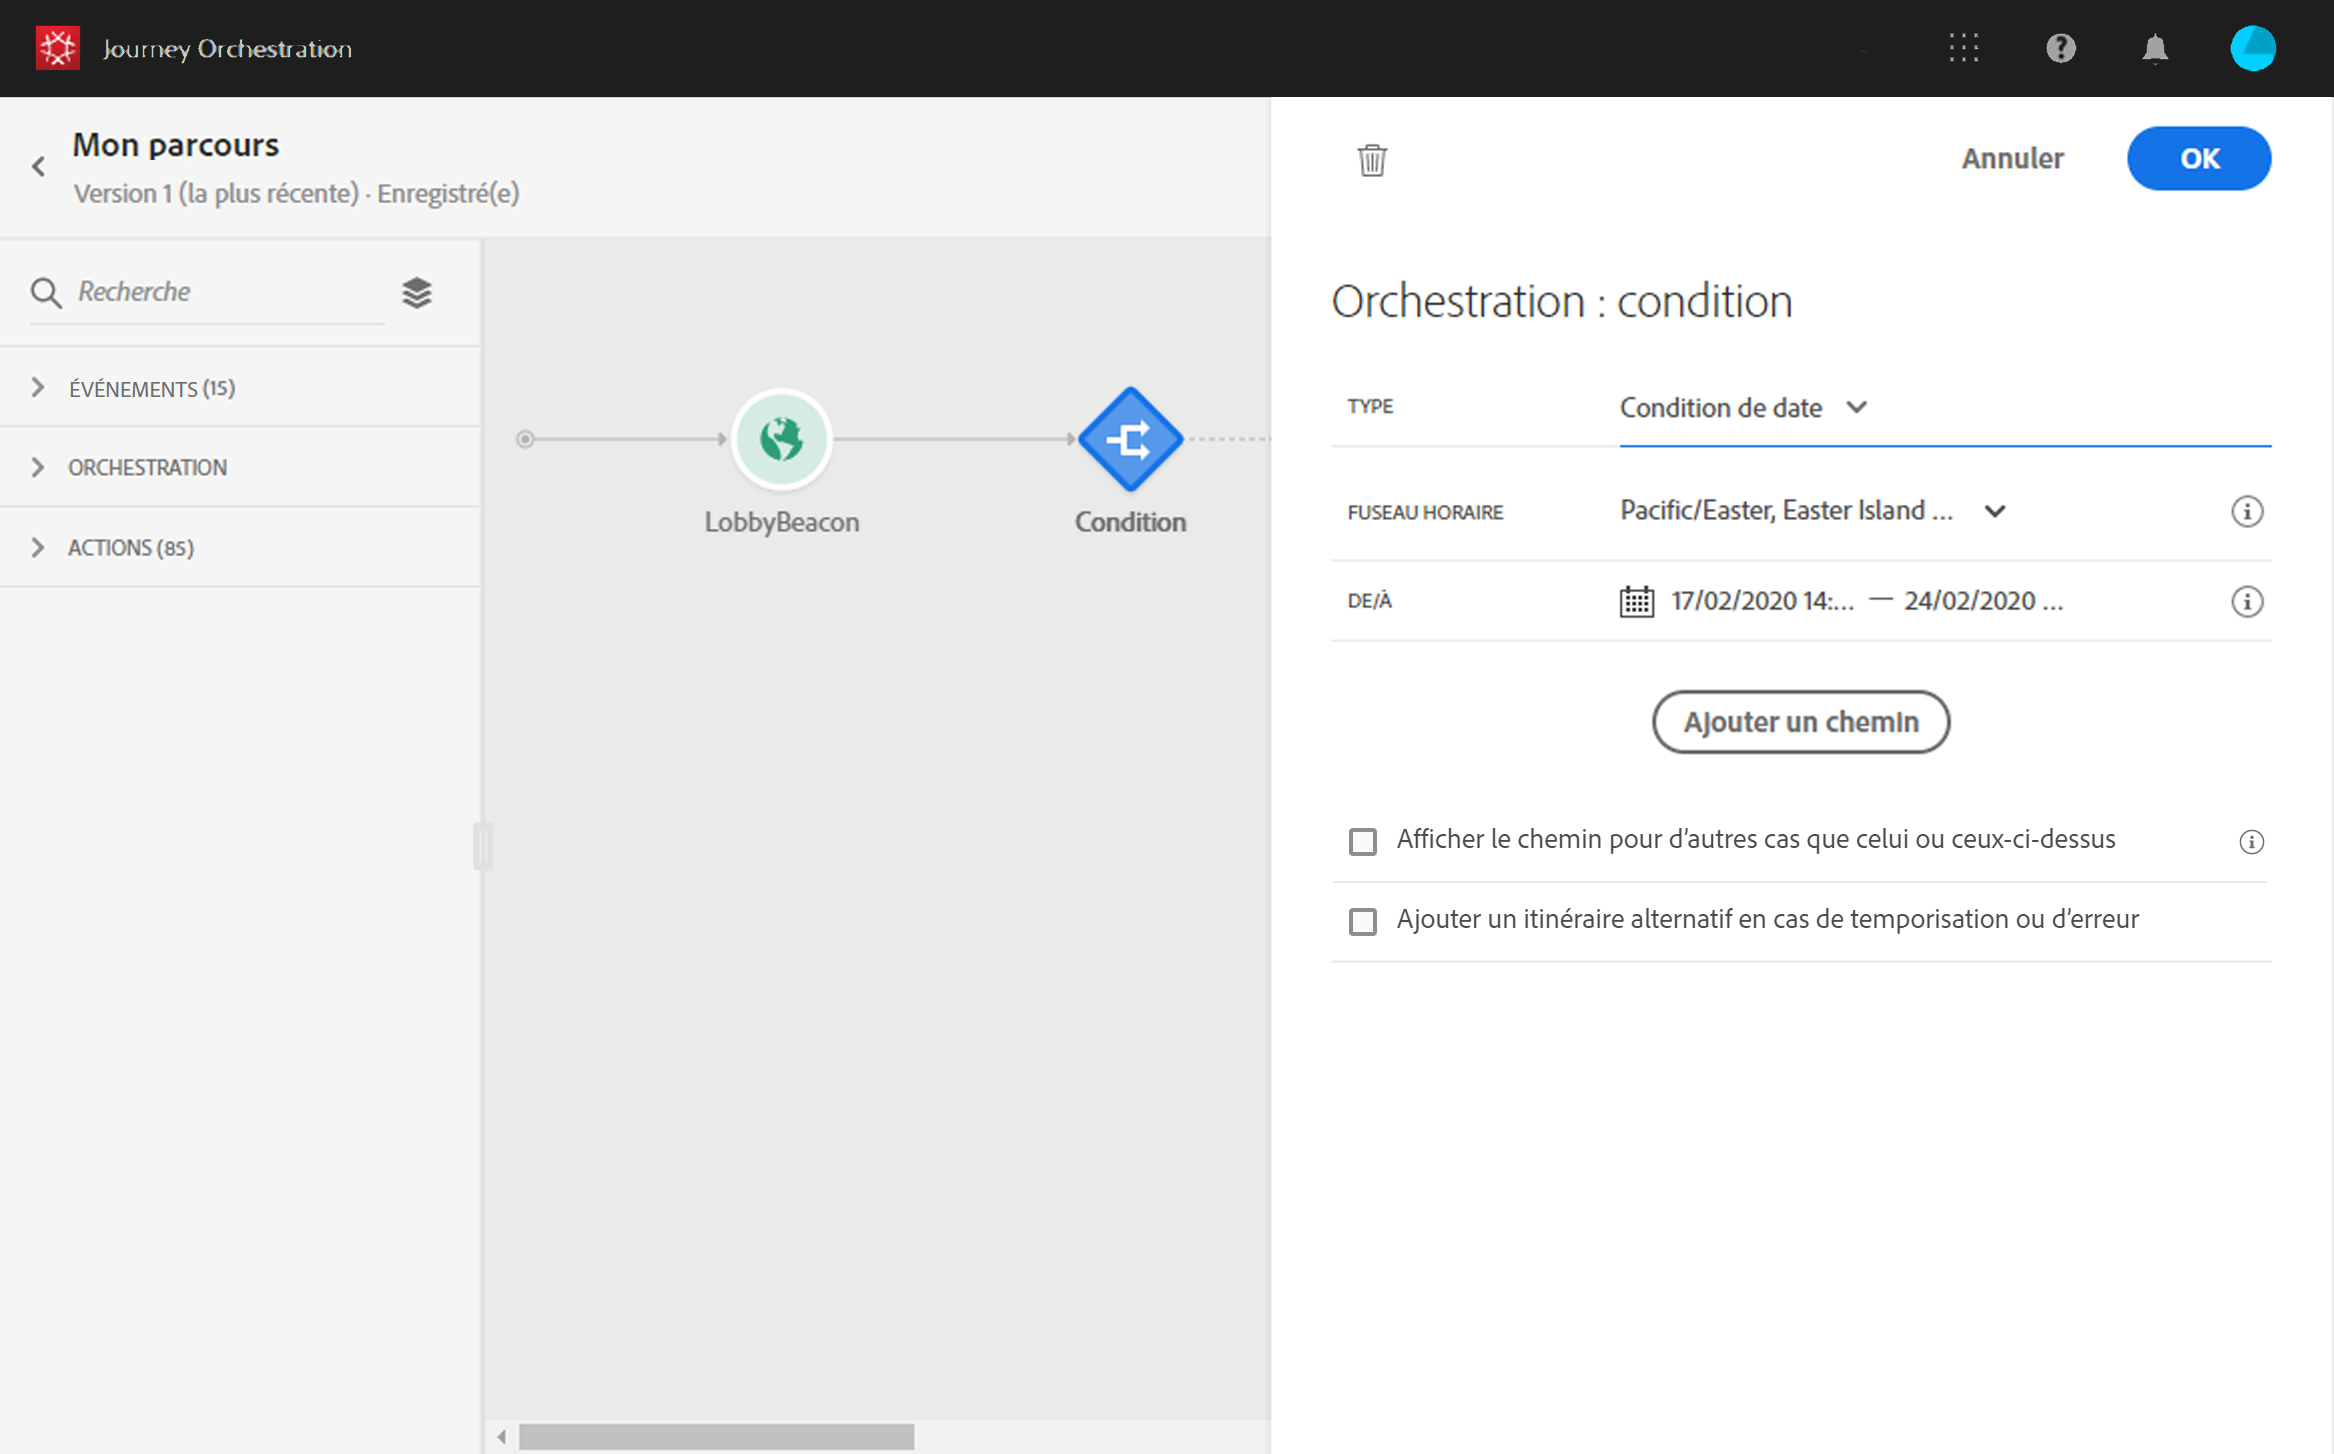 Journey Orchestration
Mon parcours
Version 1 (la plus récente) · Enregistré(e)
Annuler
OK
Recherche
ÉVÉNEMENTS (15)
ORCHESTRATION
ACTIONS (85)
LobbyBeacon
Condition
Orchestration : condition
TYPE
Condition de date
FUSEAU HORAIRE
Pacific/Easter, Easter Island ...
DE/À
17/02/2020 14:... — 24/02/2020 ...
Ajouter un chemin
Afficher le chemin pour d’autres cas que celui ou ceux-ci-dessus
Ajouter un itinéraire alternatif en cas de temporisation ou d’erreur